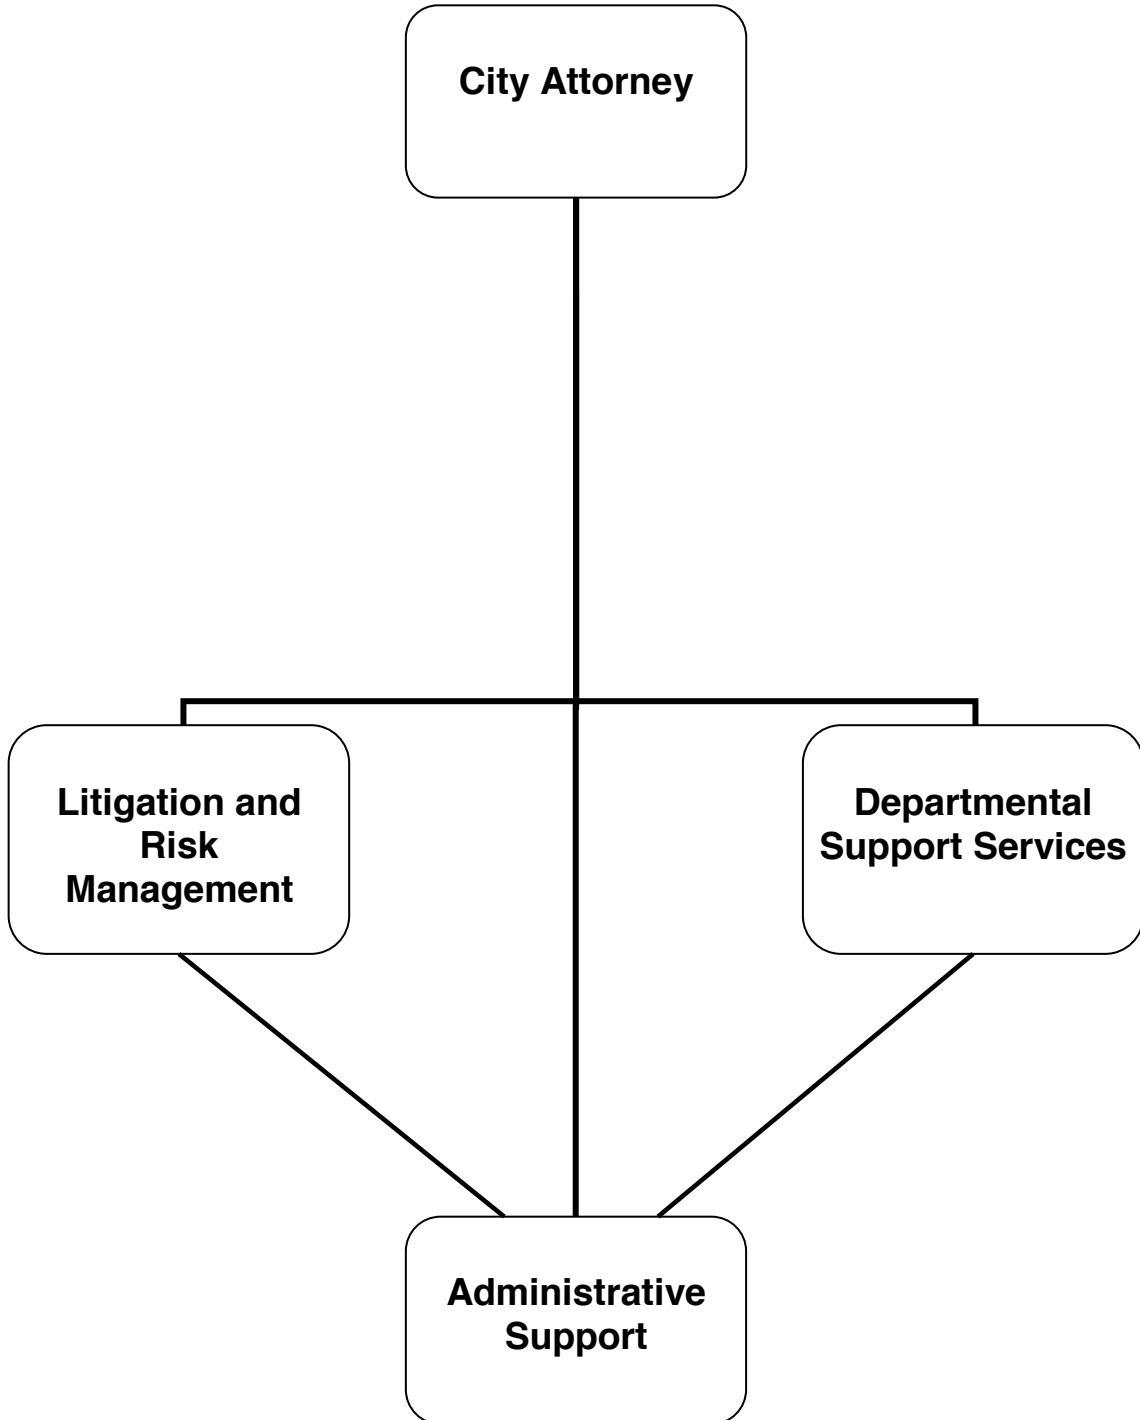 City Attorney
Litigation and
Risk
Management
Departmental
Support Services
Administrative
Support